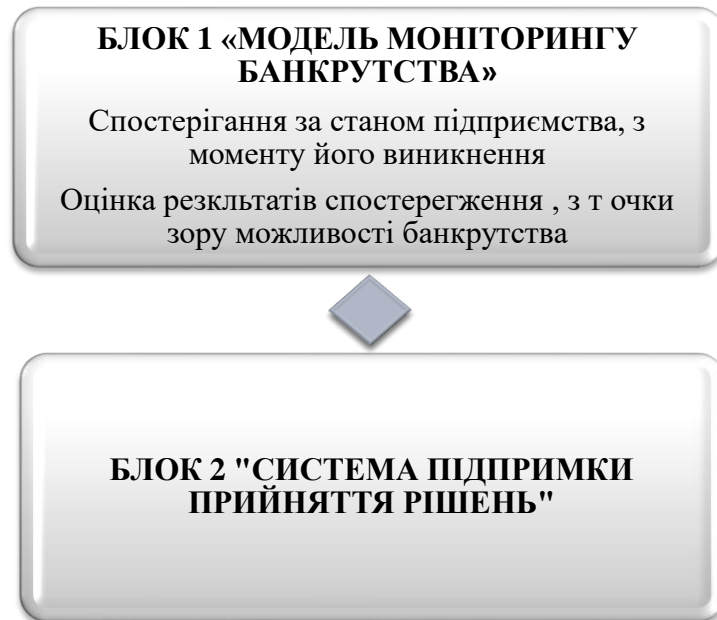 БЛОК 1 «МОДЕЛЬ МОНІТОРИНГУ
БАНКРУТСТВА»
Спостерігання за станом підприємства, з
моменту його виникнення
Оцінка резкльтатів спостерегження , з т очки
зору можливості банкрутства
БЛОК 2 "СИСТЕМА ПІДПРИМКИ
ПРИЙНЯТТЯ РІШЕНЬ"